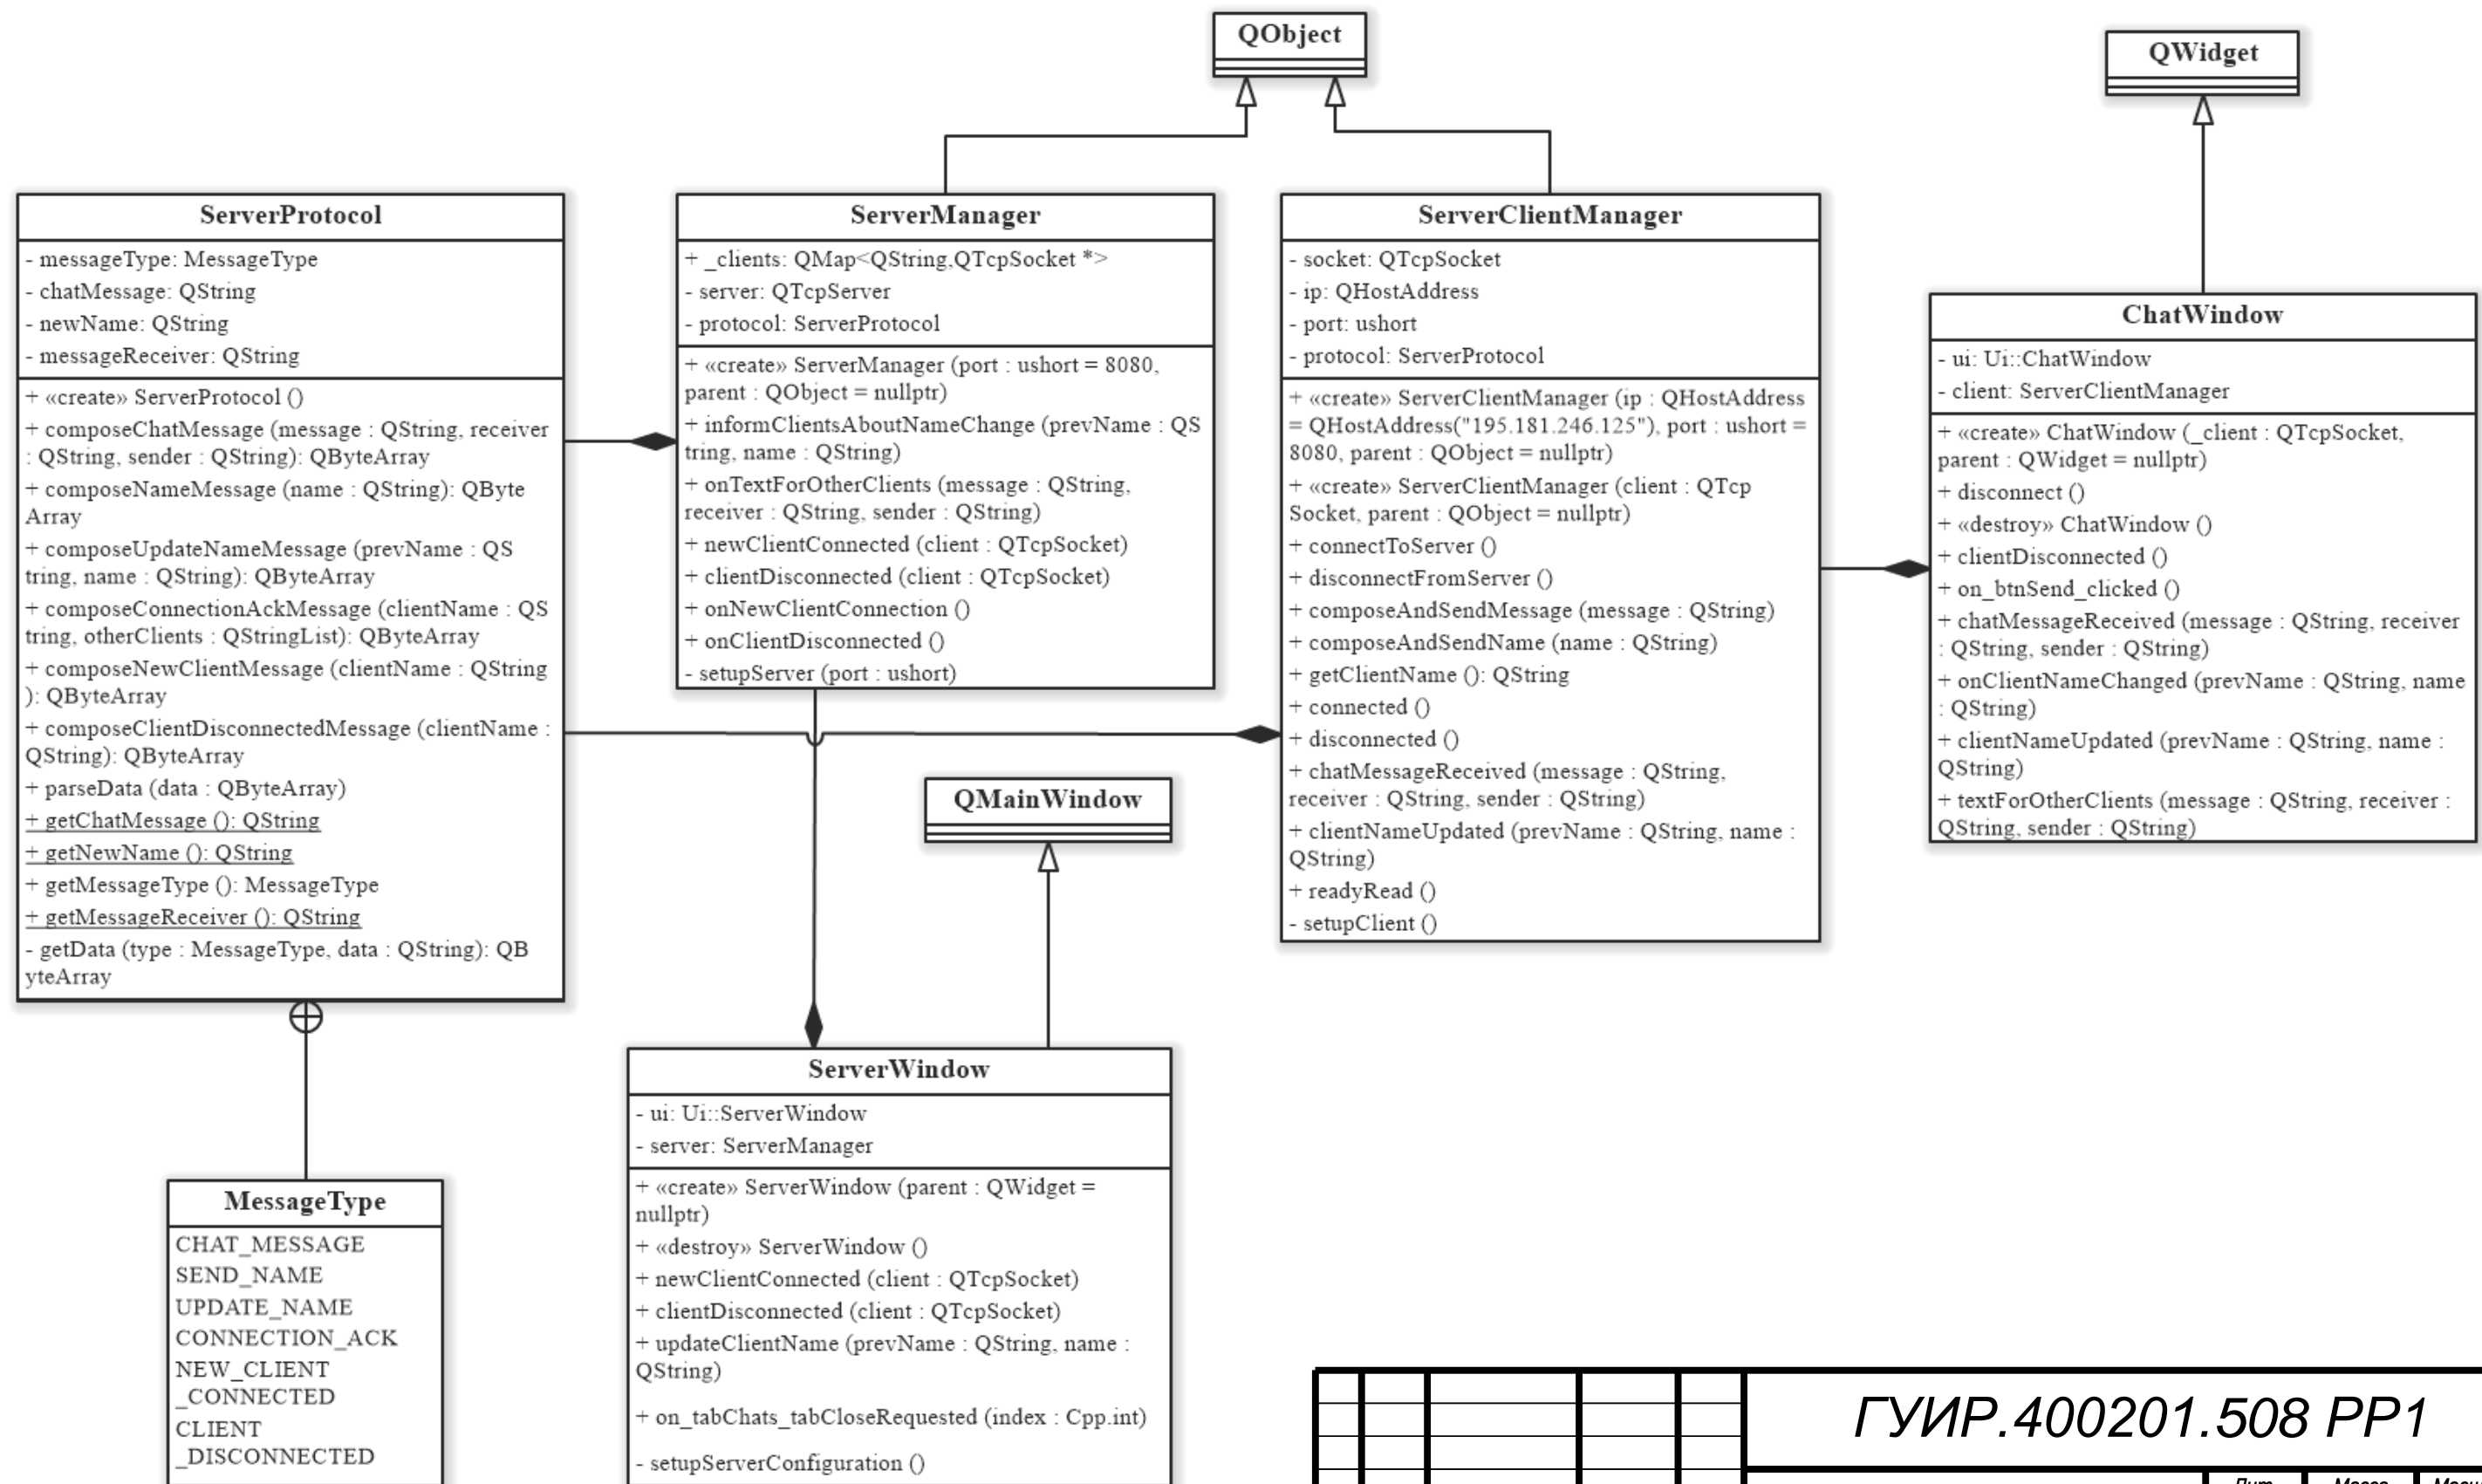 QObject
QWidget
ServerProtocol
- messageType: MessageType
- chatMessage: QString
- newName: QString
- messageReceiver: QString
+ «create» ServerProtocol ()
+ composeChatMessage (message : QString, receiver
: QString, sender : QString): QByteArray
+ composeNameMessage (name : QString): QByte
Array
+ composeUpdateNameMessage (prevName : QS
tring, name : QString): QByteArray
+ composeConnectionAckMessage (clientName : QS
tring, otherClients : QStringList): QByteArray
+ composeNewClientMessage (clientName : QString
): QByteArray
+ composeClientDisconnectedMessage (clientName :
QString): QByteArray
+ parseData (data : QByteArray)
+ getChatMessage (): QString
+ getNewName (): QString
+ getMessageType (): MessageType
+ getMessageReceiver (): QString
- getData (type : MessageType, data : QString): QB
yteArray
ServerManager
+ _clients: QMap<QString,QTcpSocket *>
- server: QTcpServer
- protocol: ServerProtocol
+ «create» ServerManager (port : ushort = 8080,
parent : QObject = nullptr)
+ informClientsAboutNameChange (prevName : QS
tring, name : QString)
+ onTextForOtherClients (message : QString,
receiver : QString, sender : QString)
+ newClientConnected (client : QTcpSocket)
+ clientDisconnected (client : QTcpSocket)
+ onNewClientConnection ()
+ onClientDisconnected ()
- setupServer (port : ushort)
ServerClientManager
- socket: QTcpSocket
- ip: QHostAddress
- port: ushort
- protocol: ServerProtocol
+ «create» ServerClientManager (ip : QHostAddress
= QHostAddress("195.181.246.125"), port : ushort =
8080, parent : QObject = nullptr)
+ «create» ServerClientManager (client : QTcp
Socket, parent : QObject = nullptr)
+ connectToServer ()
+ disconnectFromServer ()
+ composeAndSendMessage (message : QString)
+ composeAndSendName (name : QString)
+ getClientName (): QString
+ connected ()
+ disconnected ()
+ chatMessageReceived (message : QString,
receiver : QString, sender : QString)
+ clientNameUpdated (prevName : QString, name :
QString)
+ readyRead ()
- setupClient ()
ChatWindow
- ui: Ui::ChatWindow
- client: ServerClientManager
+ «create» ChatWindow (_client : QTcpSocket,
parent : QWidget = nullptr)
+ disconnect ()
+ «destroy» ChatWindow ()
+ clientDisconnected ()
+ on_btnSend_clicked ()
+ chatMessageReceived (message : QString, receiver
: QString, sender : QString)
+ onClientNameChanged (prevName : QString, name
: QString)
+ clientNameUpdated (prevName : QString, name :
QString)
+ textForOtherClients (message : QString, receiver :
QString, sender : QString)
QMainWindow
MessageType
CHAT_MESSAGE
SEND_NAME
UPDATE_NAME
CONNECTION_ACK
NEW_CLIENT
_CONNECTED
CLIENT
_DISCONNECTED
ServerWindow
- ui: Ui::ServerWindow
- server: ServerManager
+ «create» ServerWindow (parent : QWidget =
nullptr)
+ «destroy» ServerWindow ()
+ newClientConnected (client : QTcpSocket)
+ clientDisconnected (client : QTcpSocket)
+ updateClientName (prevName : QString, name :
QString)
+ on_tabChats_tabCloseRequested (index : Cpp.int)
- setupServerConfiguration ()
ГУИР.400201.508 РР1